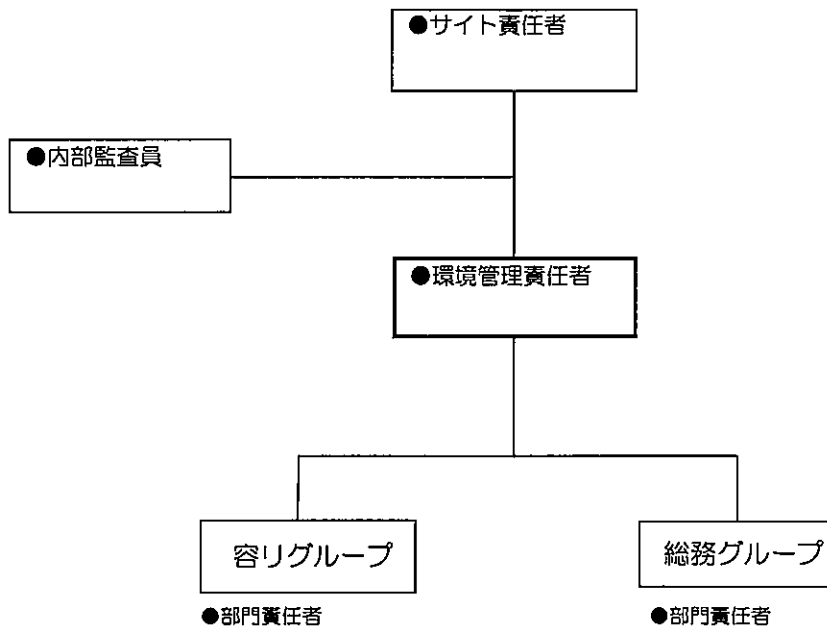 ●サイト責任者
●内部監査員
●環境管理責任者
容リグループ
総務グループ
●部門責任者
●部門責任者